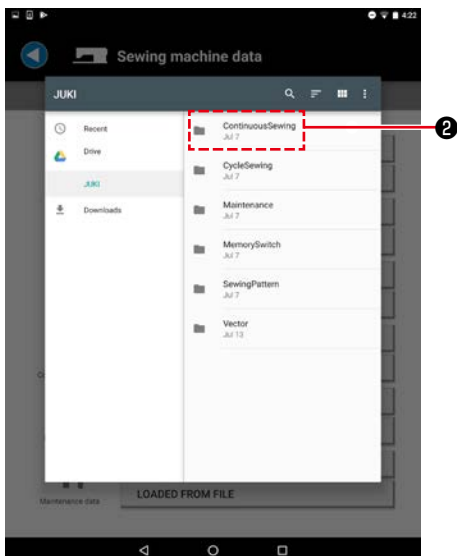 4:22
Sewing machine data
JUKI
Recent
Drive
JUKI
Downloads
ContinuousSewing
Jul 7
CycleSewing
Jul 7
Maintenance
Jul 7
MemorySwitch
Jul 7
SewingPattern
Jul 7
Vector
Jul 13
❷
Maintenance data
LOADED FROM FILE